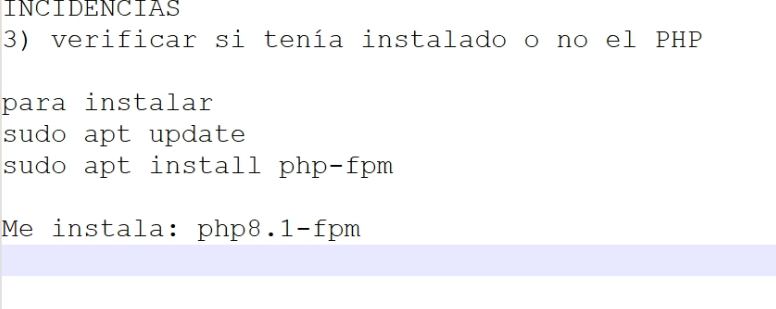 INCIDENCIAS
3) verificar si tenía instalado o no el PHP
para instalar
sudo apt update
sudo apt install php-fpm
Me instala: php8.1-fpm